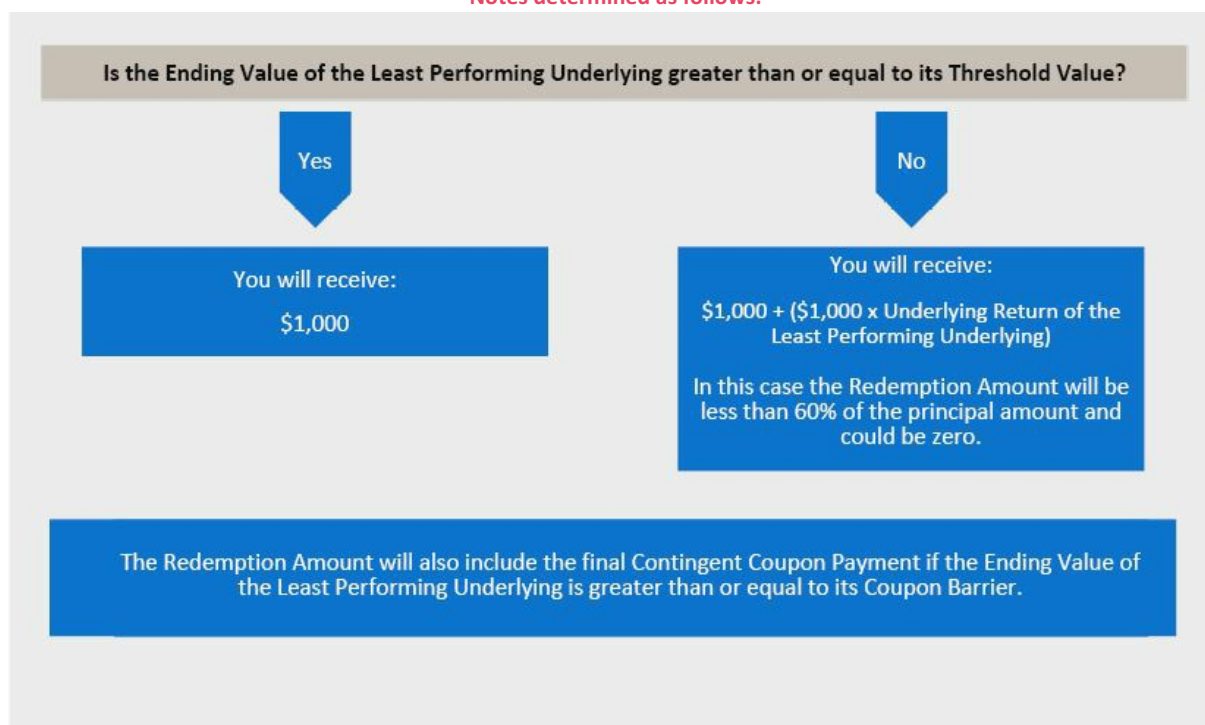 Notes determined as follows:
Is the Ending Value of the Least Performing Underlying greater than or equal to its Threshold Value?
Yes
No
You will receive:
$1,000
You will receive:
$1,000 + ($1,000 x Underlying Return of the
Least Performing Underlying)
In this case the Redemption Amount will be
less than 60% of the principal amount and
could be zero.
The Redemption Amount will also include the final Contingent Coupon Payment if the Ending Value of
the Least Performing Underlying is greater than or equal to its Coupon Barrier.